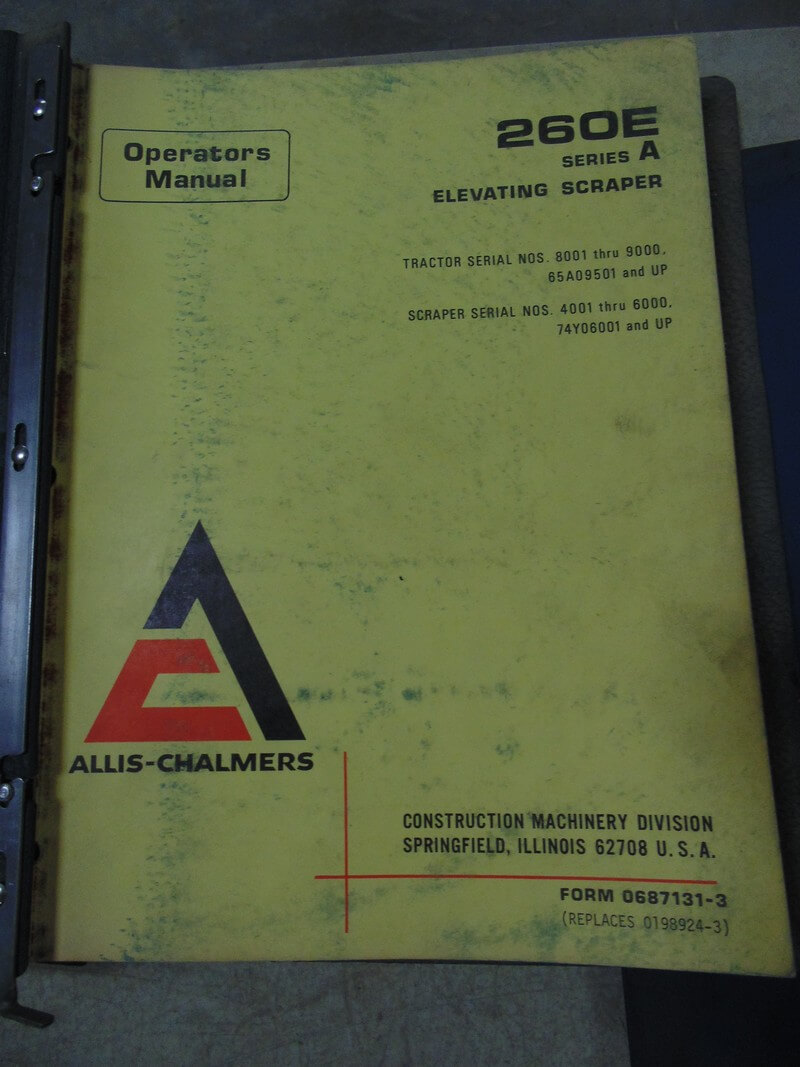 Operators
Manual
260E
SERIES A
ELEVATING SCRAPER
TRACTOR SERIAL NOS. 8001 thru 9000,
65A09501 and UP
SCRAPER SERIAL NOS. 4001 thru 6000,
74Y06001 and UP
ALLIS-CHALMERS
CONSTRUCTION MACHINERY DIVISION
SPRINGFIELD, ILLINOIS 62708 U. S. A.
FORM 0687131-3
(REPLACES 0198924-3)